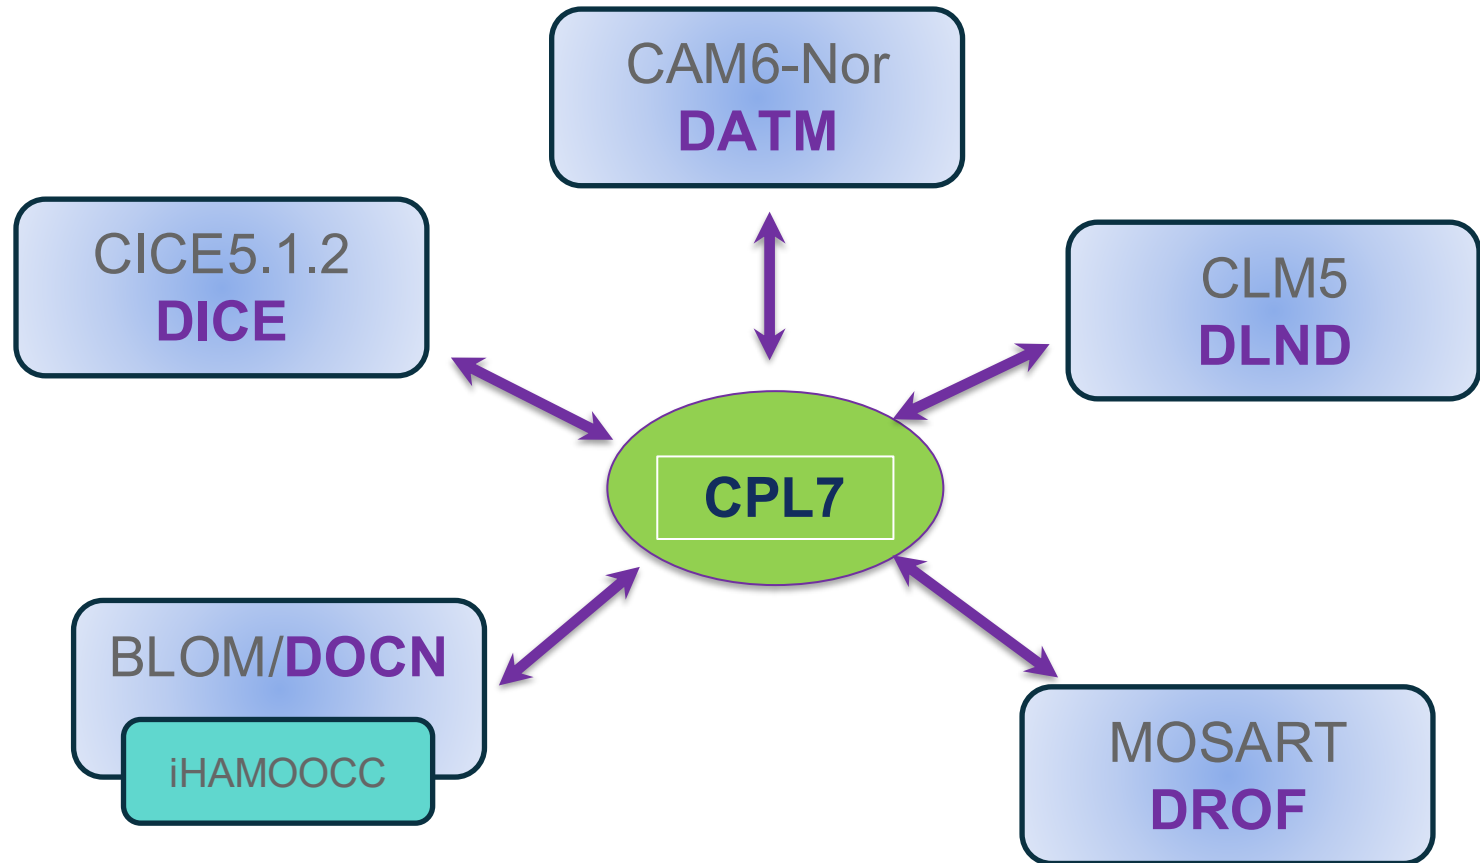 CAM6-Nor
DATM
CICE5.1.2
DICE
CLM5
DLND
CPL7
BLOM/DOCN
iHAMOOCC
MOSART
DROF